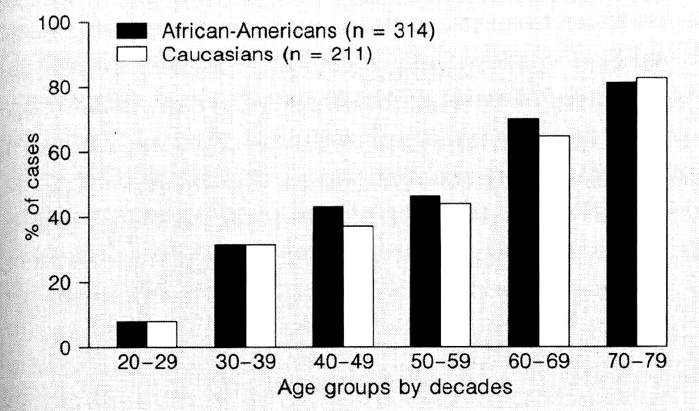 100
African-Americans (n = 314)
Caucasians (n = 211)
80
60
40
20
0
% of cases
20–29 30–39 40–49 50–59 60–69 70–79
Age groups by decades